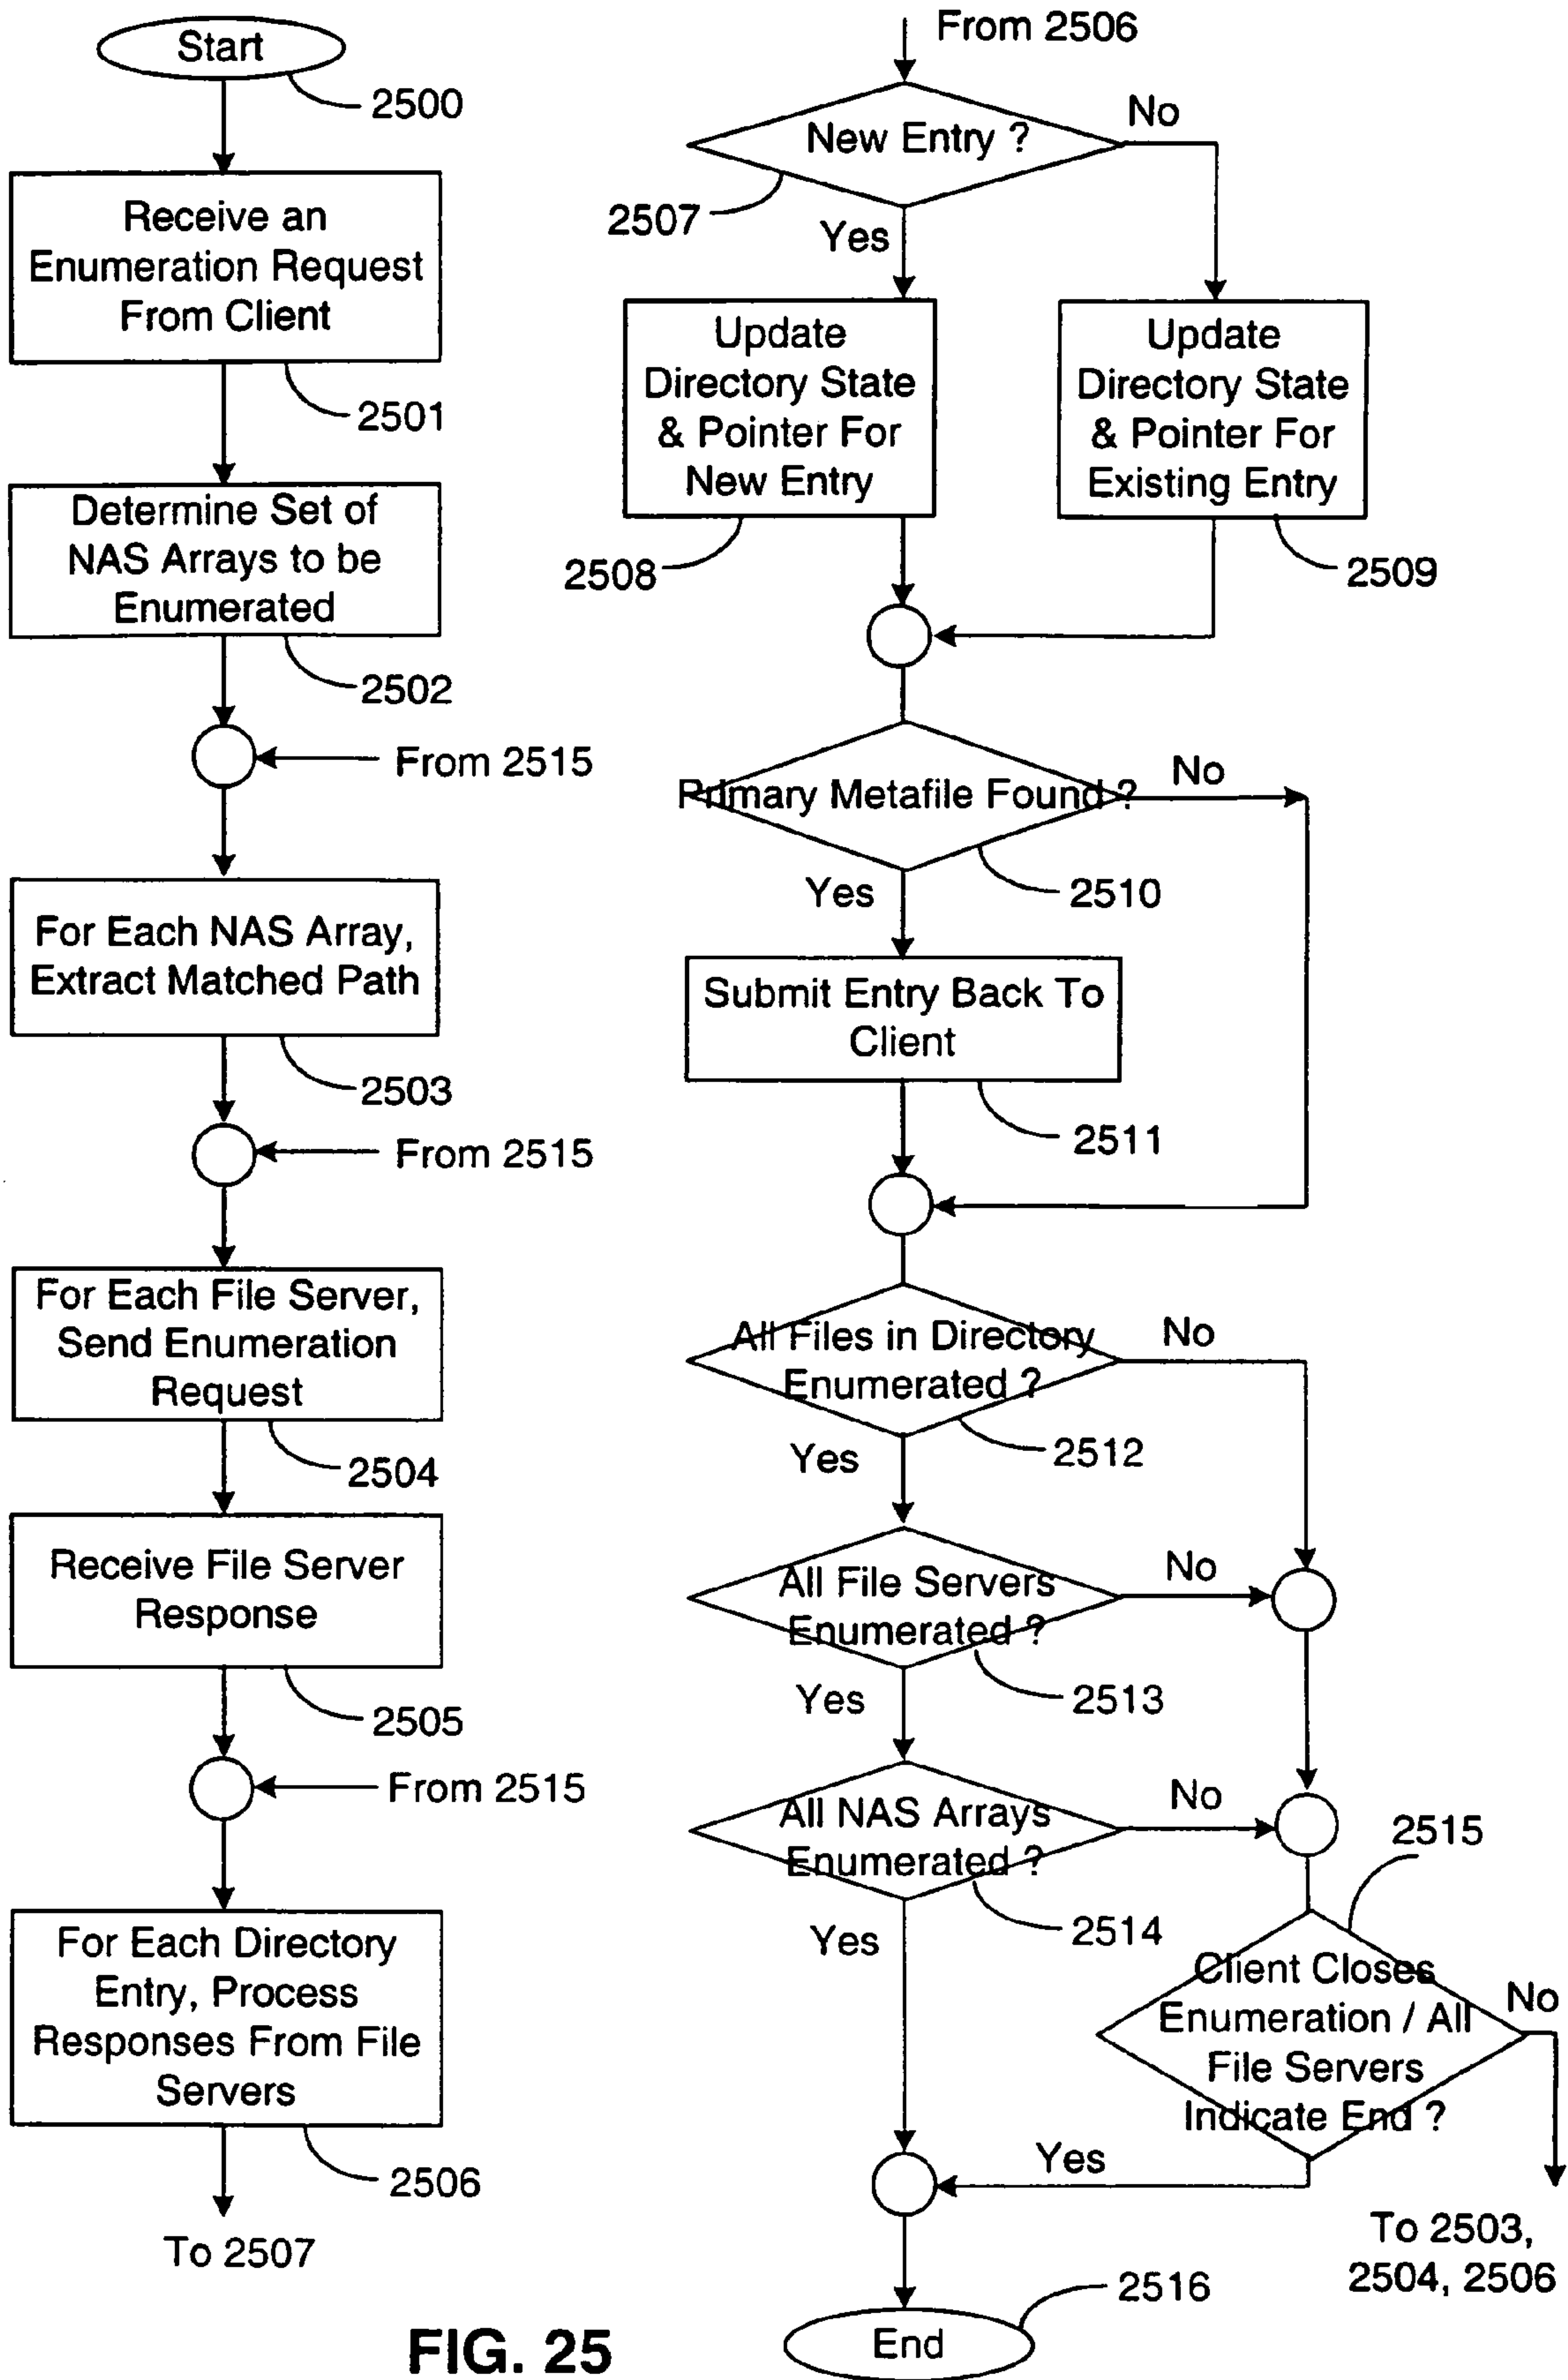 Start
2500
Receive an
Enumeration Request
From Client
2501
Determine Set of
NAS Arrays to be
Enumerated
2502
From 2515
For Each NAS Array,
Extract Matched Path
2503
From 2515
For Each File Server,
Send Enumeration
Request
2504
Receive File Server
Response
2505
From 2515
For Each Directory
Entry, Process
Responses From File
Servers
2506
To 2507
From 2506
New Entry ?
No
2507
Yes
Update
Directory State
& Pointer For
New Entry
2508
Update
Directory State
& Pointer For
Existing Entry
2509
Primary Metafile Found ?
No
2510
Yes
Submit Entry Back To
Client
2511
All Files in Directory
Enumerated ?
No
2512
Yes
All File Servers
Enumerated ?
No
2513
Yes
All NAS Arrays
Enumerated ?
No
2514
Yes
2515
Client Closes
Enumeration / All
File Servers
Indicate End ?
No
Yes
To 2503,
2504, 2506
2516
End
FIG. 25